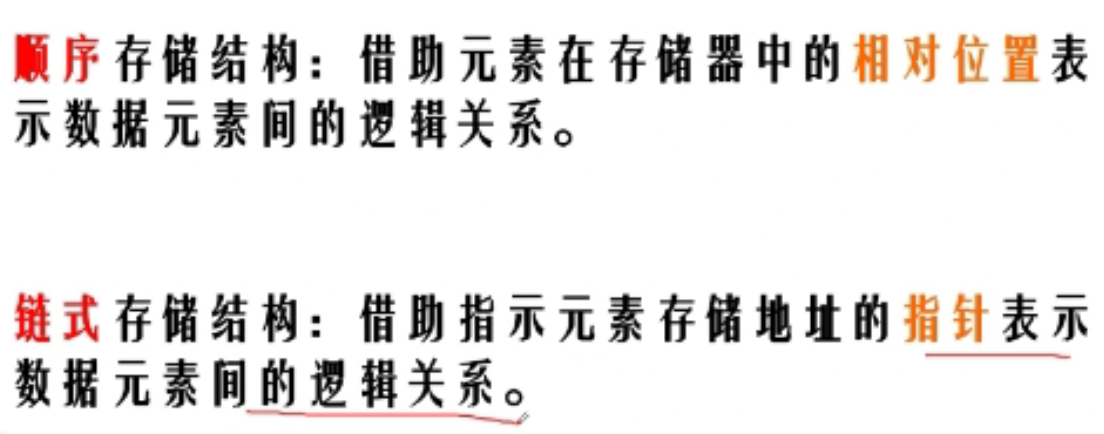 顺序存储结构：借助元素在存储器中的相对位置表
示数据元素间的逻辑关系。
链式存储结构：借助指示元素存储地址的指针表示
数据元素间的逻辑关系。